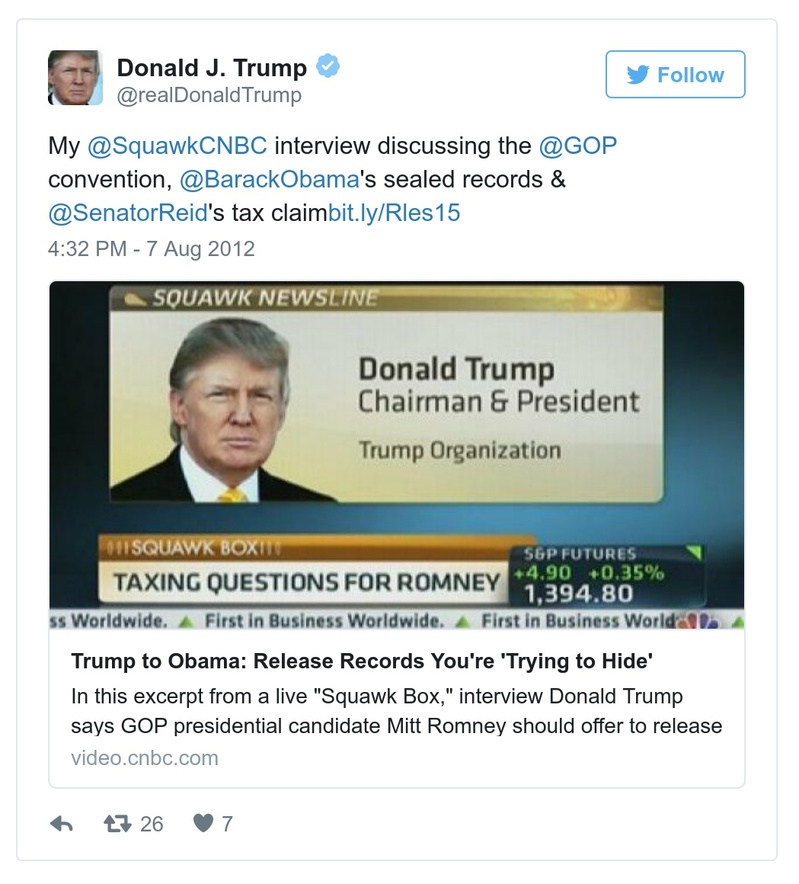 Donald J. Trump
@realDonaldTrump
Follow
My @SquawkCNBC interview discussing the @GOP
convention, @BarackObama's sealed records &
@SenatorReid's tax claimbit.ly/Rles15
4:32 PM - 7 Aug 2012
SQUAWK NEWSLINE
Donald Trump
Chairman & President
Trump Organization
SQUAWK BOX
TAXING QUESTIONS FOR ROMNEY
S&P FUTURES
+4.90 +0.35%
1,394.80
ss Worldwide. ▲ First in Business Worldwide. ▲ First in Business World
Trump to Obama: Release Records You're 'Trying to Hide'
In this excerpt from a live "Squawk Box," interview Donald Trump
says GOP presidential candidate Mitt Romney should offer to release
video.cnbc.com
26 7